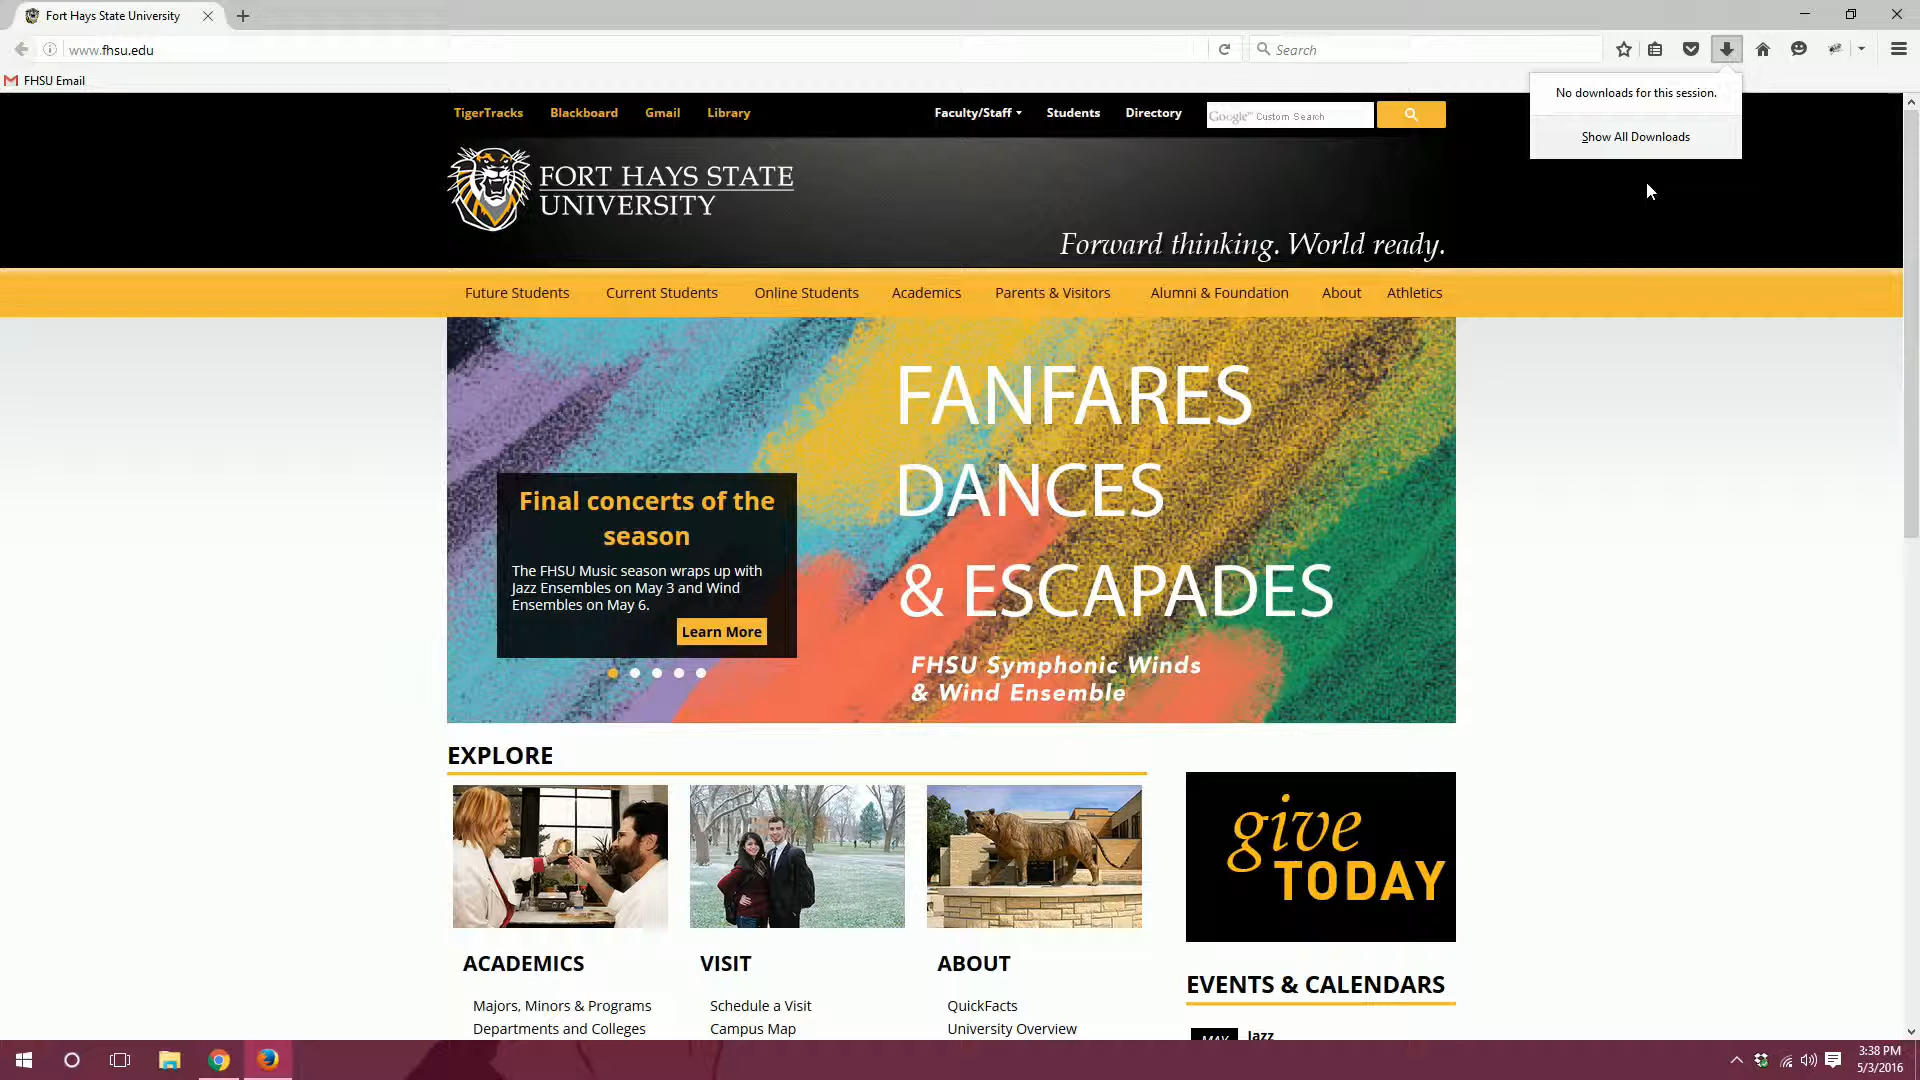 Fort Hays State University
www.fhsu.edu
Search
FHSU Email
No downloads for this session.
Show All Downloads
TigerTracks
Blackboard
Gmail
Library
Faculty/Staff
Students
Directory
Google™ Custom Search
FORT HAYS STATE
UNIVERSITY
Forward thinking. World ready.
Future Students
Current Students
Online Students
Academics
Parents & Visitors
Alumni & Foundation
About
Athletics
FANFARES
DANCES
& ESCAPADES
FHSU Symphonic Winds
& Wind Ensemble
Final concerts of the
season
The FHSU Music season wraps up with
Jazz Ensembles on May 3 and Wind
Ensembles on May 6.
Learn More
EXPLORE
give
TODAY
ACADEMICS
Majors, Minors & Programs
Departments and Colleges
VISIT
Schedule a Visit
Campus Map
ABOUT
QuickFacts
University Overview
EVENTS & CALENDARS
MAY
Jazz
3:38 PM
5/3/2016